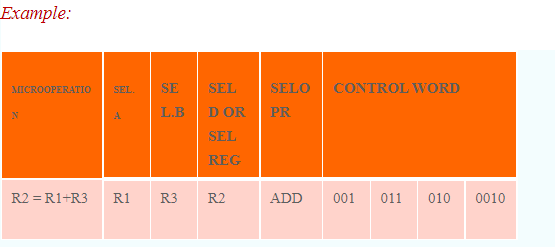 Example:
MICROOPERATIO SEL. SE SEL SELO CONTROL WORD
N A L.B D OR PR
SEL
REG
R2 = R1+R3 R1 R3 R2 ADD 001 011 010 0010